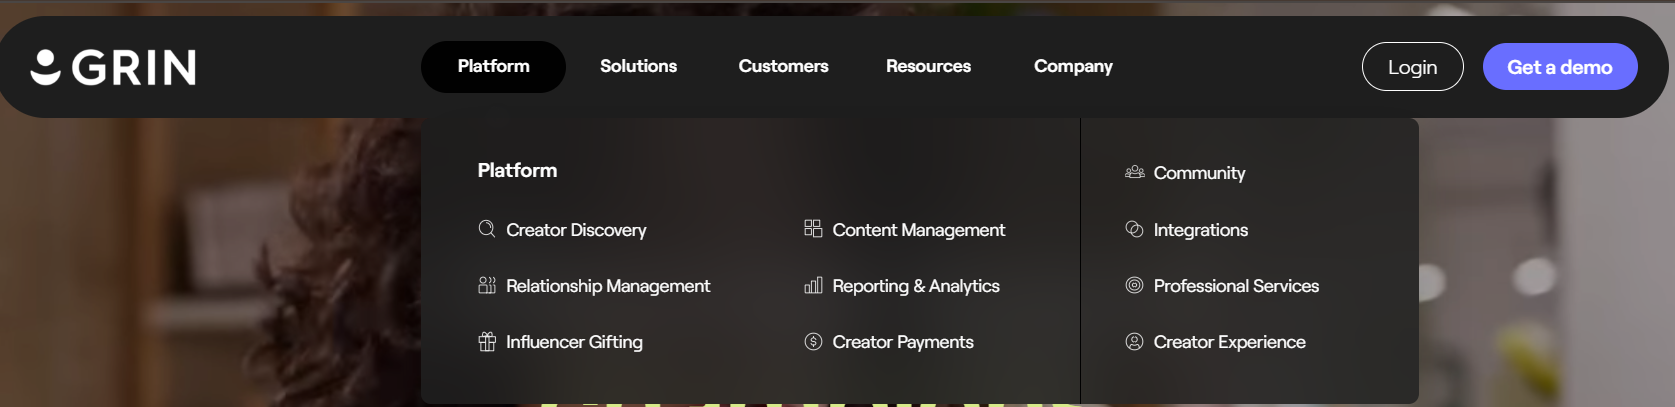 GRIN
Platform
Solutions
Customers
Resources
Company
Login
Get a demo
Platform
Creator Discovery
Relationship Management
Influencer Gifting
Content Management
Reporting & Analytics
Creator Payments
Community
Integrations
Professional Services
Creator Experience